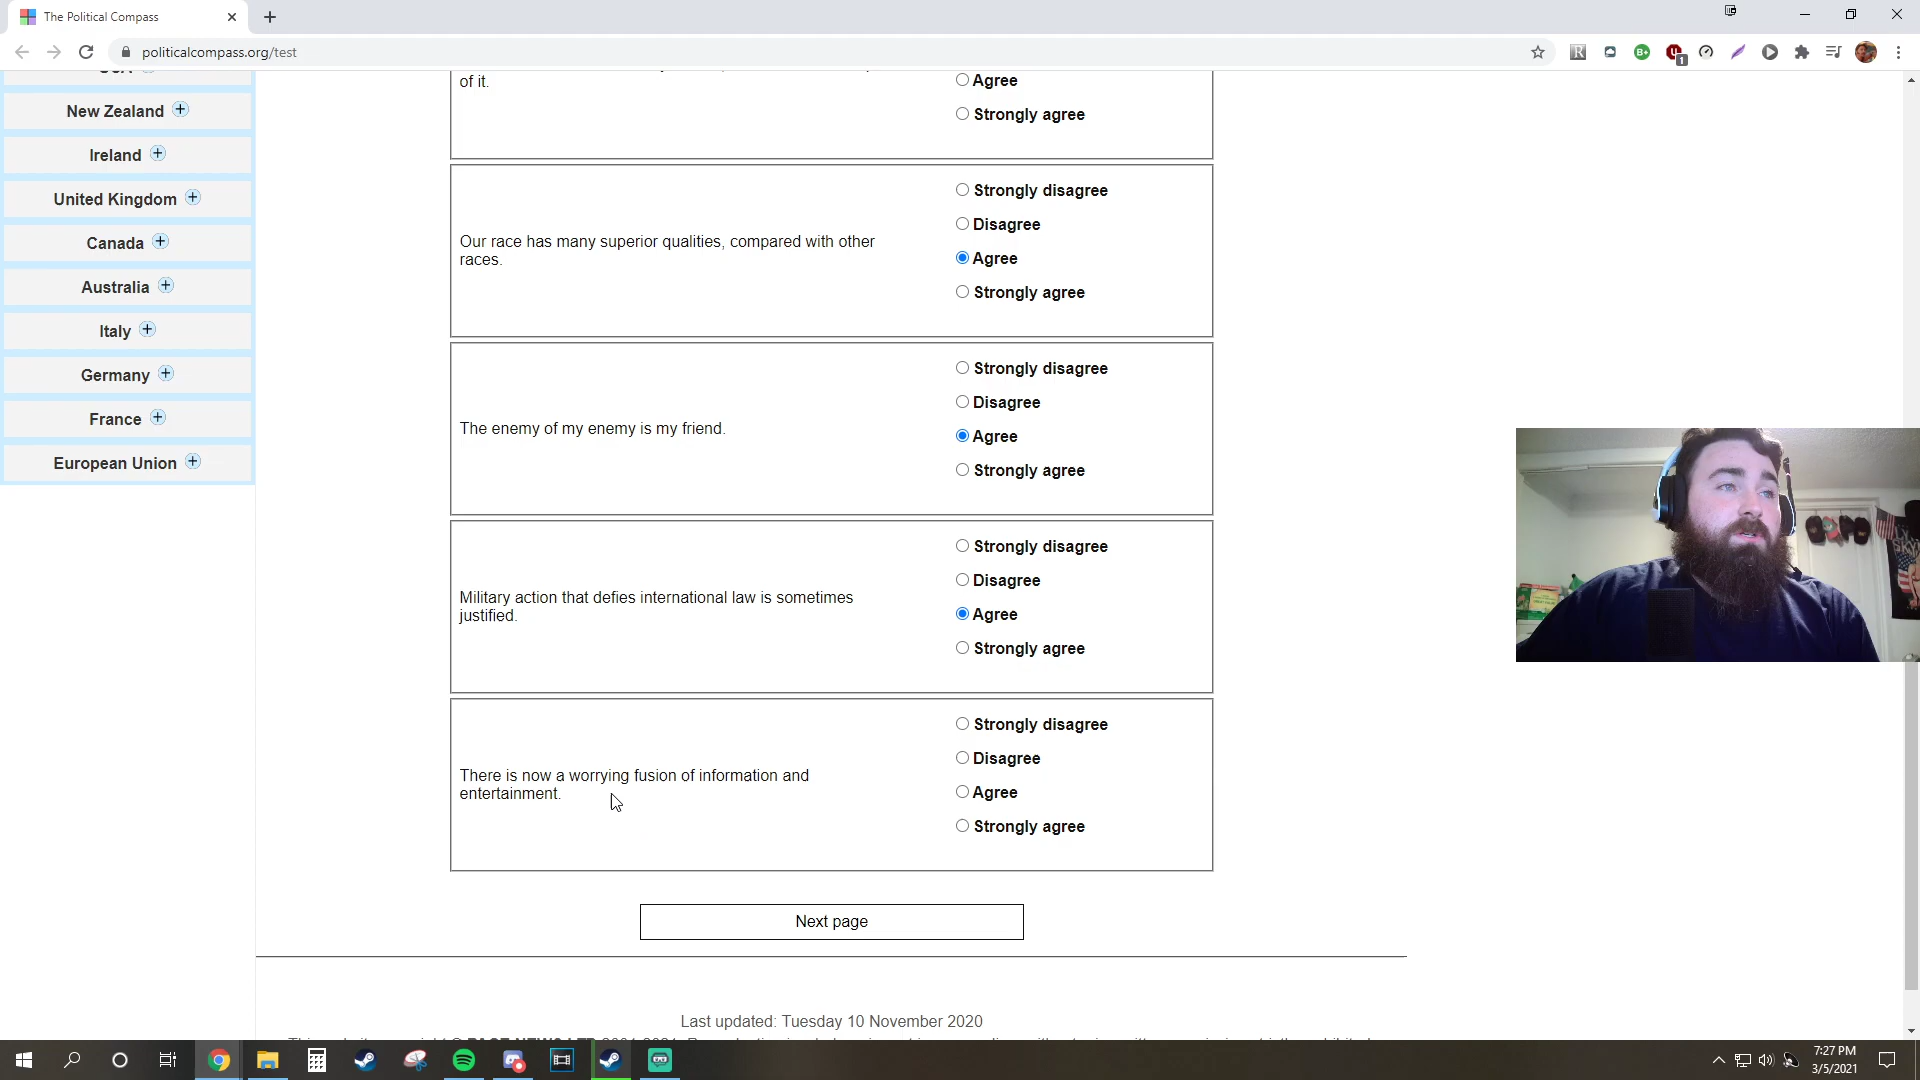 The Political Compass
politicalcompass.org/test
1
New Zealand
Ireland
United Kingdom
Canada
Australia
Italy
Germany
France
European Union
of it.
Agree
Strongly agree
Our race has many superior qualities, compared with other
races.
Strongly disagree
Disagree
Agree
Strongly agree
The enemy of my enemy is my friend.
Strongly disagree
Disagree
Agree
Strongly agree
Military action that defies international law is sometimes
justified.
Strongly disagree
Disagree
Agree
Strongly agree
There is now a worrying fusion of information and
entertainment.
Strongly disagree
Disagree
Agree
Strongly agree
Next page
Last updated: Tuesday 10 November 2020
7:27 PM
3/5/2021